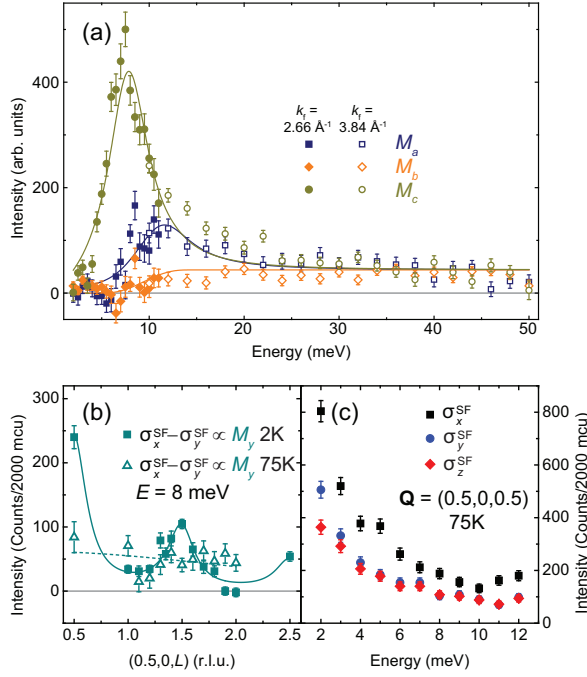 (a)
400
200
0
Intensity (arb. units)
k_f = 2.66 Å⁻¹
k_f = 3.84 Å⁻¹
M_a
M_b
M_c
0 10 20 30 40 50
Energy (meV)
(b)
300
200
100
0
Intensity (Counts/2000 mcu)
σ_x^SF–σ_y^SF ∝ M_y 2K
σ_x^SF–σ_y^SF ∝ M_y 75K
E = 8 meV
0.5 1.0 1.5 2.0 2.5
(0.5,0,L) (r.l.u.)
(c)
σ_x^SF
σ_y^SF
σ_z^SF
Q = (0.5,0,0.5)
75K
800
600
400
200
0
Intensity (Counts/2000 mcu)
2 4 6 8 10 12
Energy (meV)